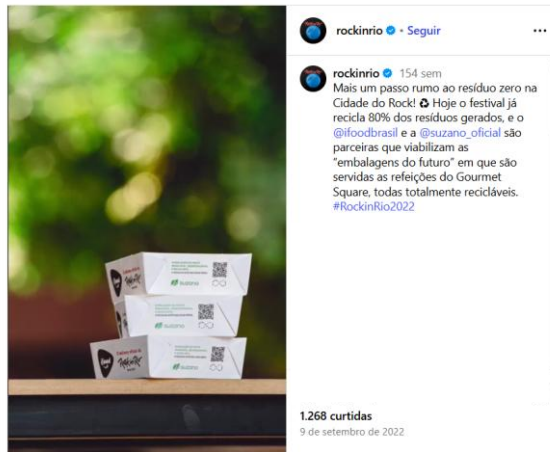 rockinrio • Seguir
rockinrio 154 sem
Mais um passo rumo ao resíduo zero na
Cidade do Rock! ♻ Hoje o festival já
recicla 80% dos resíduos gerados, e o
@ifoodbrasil e a @suzano_oficial são
parceiras que viabilizam as
"embalagens do futuro" em que são
servidas as refeições do Gourmet
Square, todas totalmente recicláveis.
#RockinRio2022
suzano
suzano
suzano
1.268 curtidas
9 de setembro de 2022